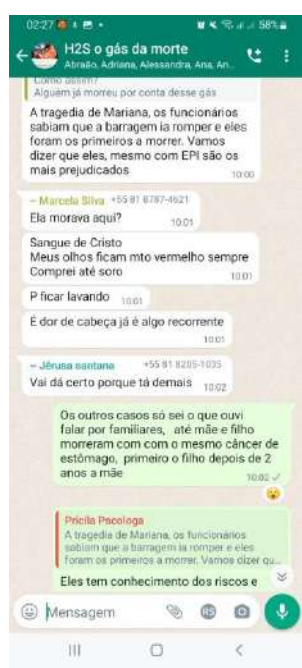 02:27
58%
H2S o gás da morte
Abraão, Adriana, Alessandra, Ana, An...
Como assim?
Alguém já morreu por conta desse gás
A tragedia de Mariana, os funcionários
sabiam que a barragem ia romper e eles
foram os primeiros a morrer. Vamos
dizer que eles, mesmo com EPI são os
mais prejudicados
10:00
~ Marcela Silva +55 81 8787-4621
Ela morava aqui?
10:01
Sangue de Cristo
Meus olhos ficam mto vermelho sempre
Comprei até soro
10:01
P ficar lavando 10:01
É dor de cabeça já é algo recorrente
10:01
~ Jérusa santana +55 81 8205-1035
Vai dá certo porque tá demais 10:02
Os outros casos só sei o que ouvi
falar por familiares, até mãe e filho
morreram com com o mesmo câncer de
estômago, primeiro o filho depois de 2
anos a mãe
10:02
Pricila Pscologa
A tragedia de Mariana, os funcionários
sabiam que a barragem ia romper e eles
foram os primeiros a morrer. Vamos dizer qu...
Eles tem conhecimento dos riscos e
Mensagem